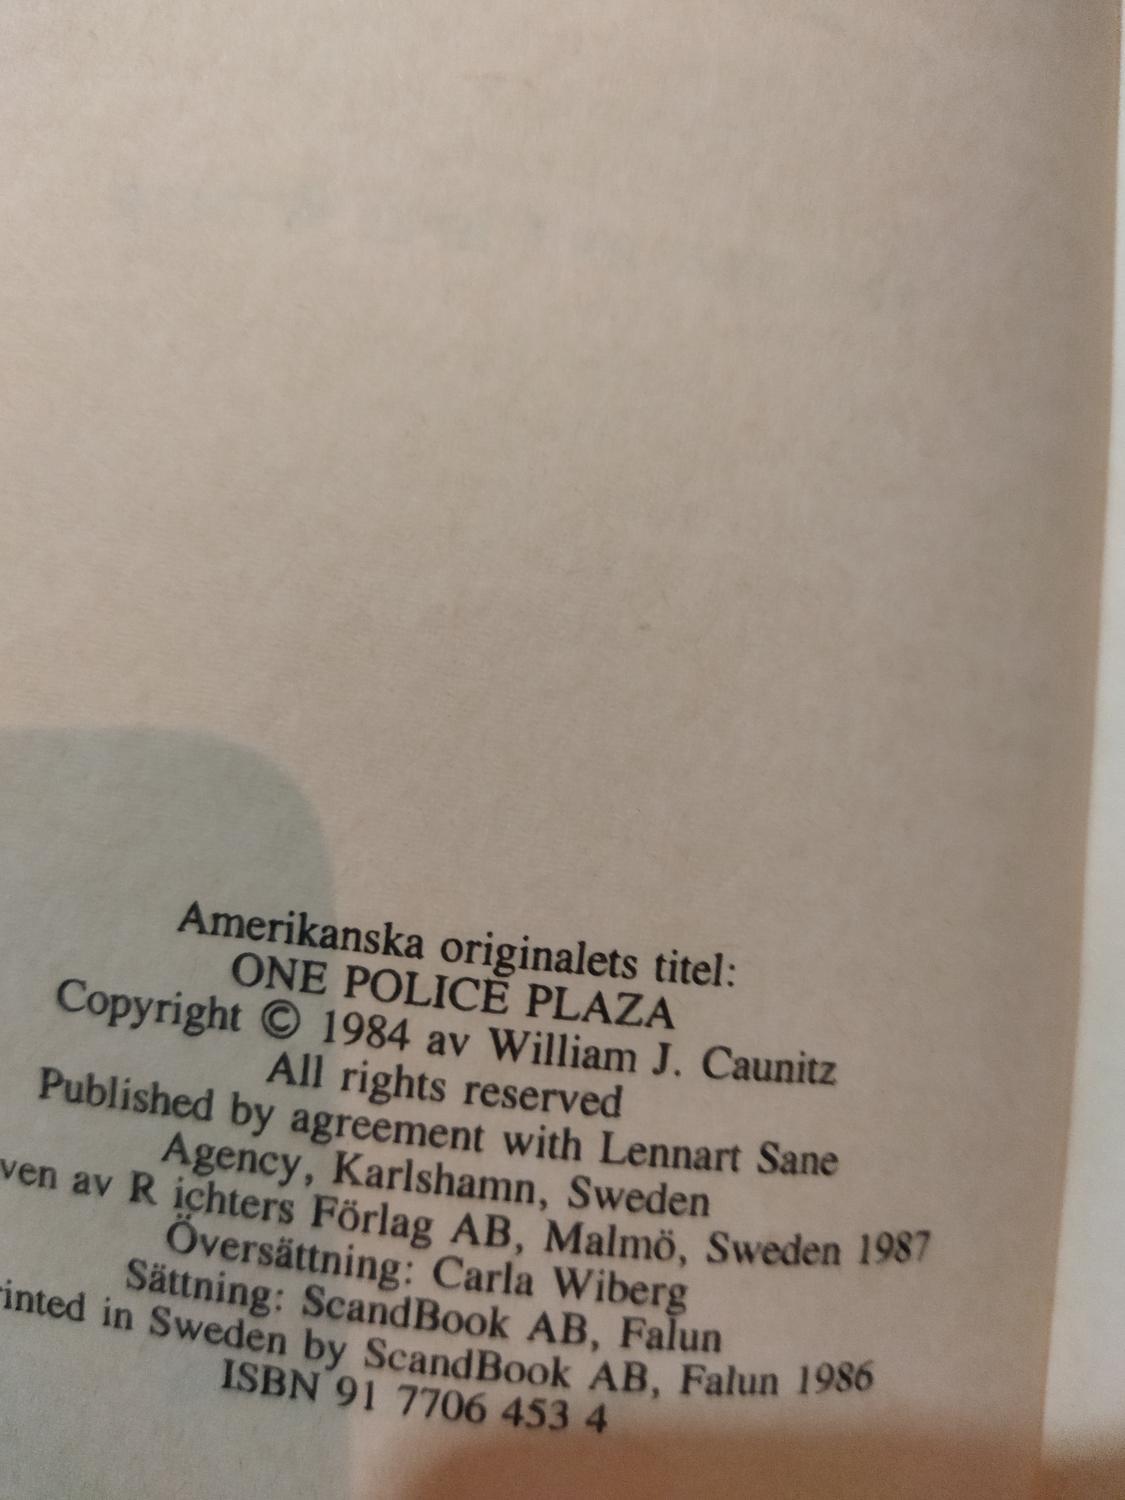 Amerikanska originalets titel:
ONE POLICE PLAZA
Copyright © 1984 av William J. Caunitz
All rights reserved
Published by agreement with Lennart Sane
Agency, Karlshamn, Sweden
ven av R ichters Förlag AB, Malmö, Sweden 1987
Översättning: Carla Wiberg
Sättning: ScandBook AB, Falun
rinted in Sweden by ScandBook AB, Falun 1986
ISBN 91 7706 453 4